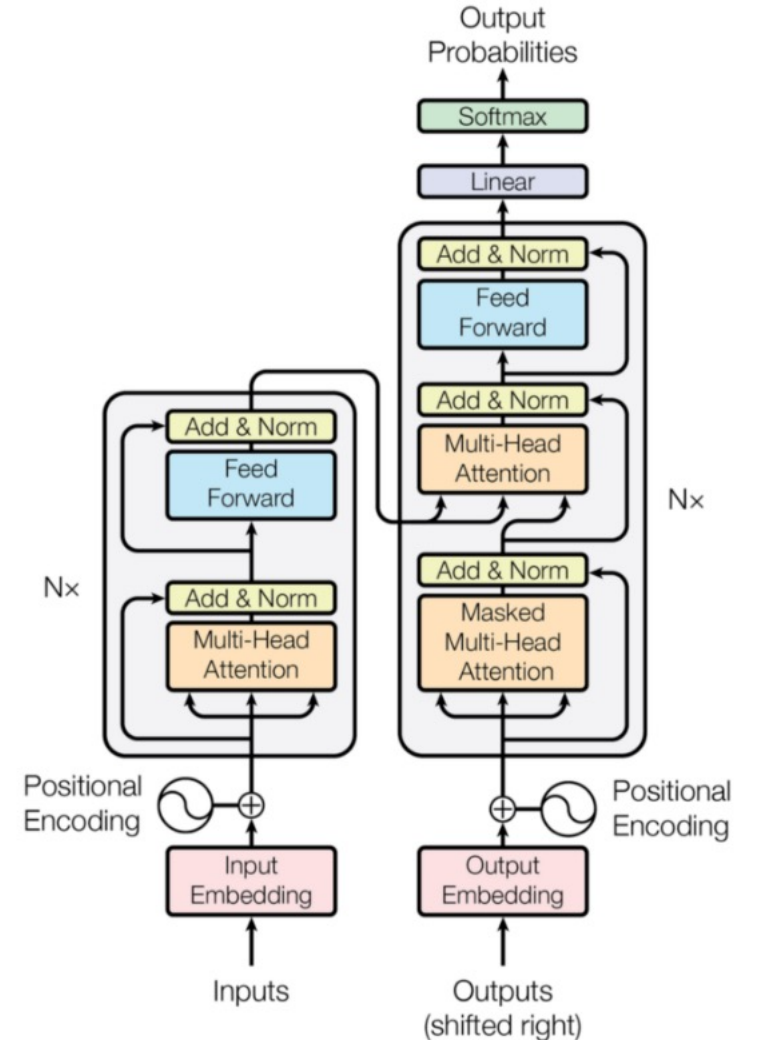 Output
Probabilities
Softmax
Linear
Add & Norm
Feed
Forward
Add & Norm
Multi-Head
Attention
Nx
Add & Norm
Masked
Multi-Head
Attention
Add & Norm
Feed
Forward
Nx
Add & Norm
Multi-Head
Attention
Positional
Encoding
Positional
Encoding
Input
Embedding
Output
Embedding
Inputs
Outputs
(shifted right)